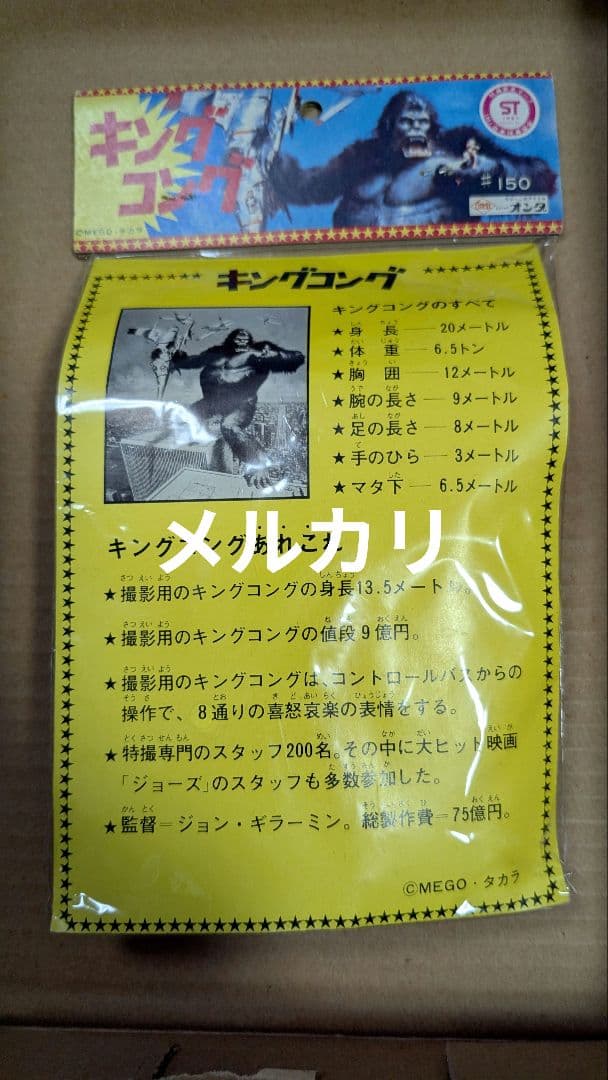 キング
コング
©MEGO・タカラ
ST
#150
オンダ
キングコング
キングコングのすべて
★身長──20メートル
★体重──6.5トン
★胸囲──12メートル
★腕の長さ──9メートル
★足の長さ──8メートル
★手のひら──3メートル
★マタ下──6.5メートル
メルカリ
キングコングあれこれ
★撮影用のキングコングの身長13.5メートル。
★撮影用のキングコングの値段9億円。
★撮影用のキングコングは、コントロールバスからの
操作で、8通りの喜怒哀楽の表情をする。
★特撮専門のスタッフ200名。その中に大ヒット映画
「ジョーズ」のスタッフも多数参加した。
★監督=ジョン・ギラーミン。総製作費=75億円。
©MEGO・タカラ